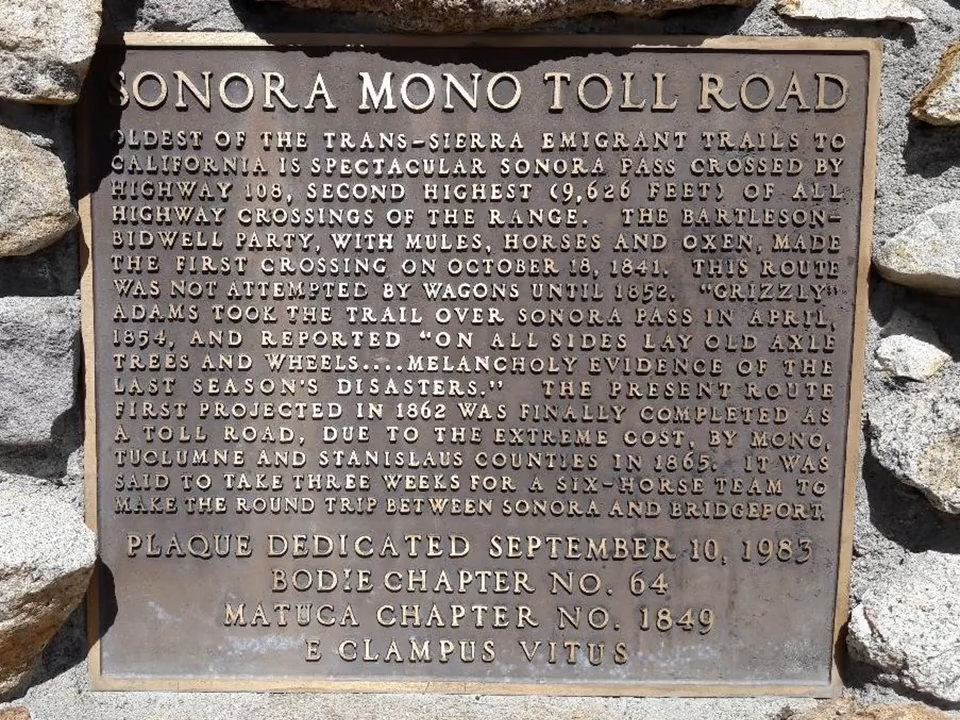 SONORA MONO TOLL ROAD
OLDEST OF THE TRANS-SIERRA EMIGRANT TRAILS TO
CALIFORNIA IS SPECTACULAR SONORA PASS CROSSED BY
HIGHWAY 108, SECOND HIGHEST (9,626 FEET) OF ALL
HIGHWAY CROSSINGS OF THE RANGE. THE BARTLESON-
BIDWELL PARTY, WITH MULES, HORSES AND OXEN, MADE
THE FIRST CROSSING ON OCTOBER 18, 1841. THIS ROUTE
WAS NOT ATTEMPTED BY WAGONS UNTIL 1852. "GRIZZLY"
ADAMS TOOK THE TRAIL OVER SONORA PASS IN APRIL,
1854, AND REPORTED "ON ALL SIDES LAY OLD AXLE
TREES AND WHEELS....MELANCHOLY EVIDENCE OF THE
LAST SEASON'S DISASTERS." THE PRESENT ROUTE
FIRST PROJECTED IN 1862 WAS FINALLY COMPLETED AS
A TOLL ROAD, DUE TO THE EXTREME COST, BY MONO,
TUOLUMNE AND STANISLAUS COUNTIES IN 1865. IT WAS
SAID TO TAKE THREE WEEKS FOR A SIX-HORSE TEAM TO
MAKE THE ROUND TRIP BETWEEN SONORA AND BRIDGEPORT.
PLAQUE DEDICATED SEPTEMBER 10, 1983
BODIE CHAPTER NO. 64
MATUCA CHAPTER NO. 1849
E CLAMPUS VITUS